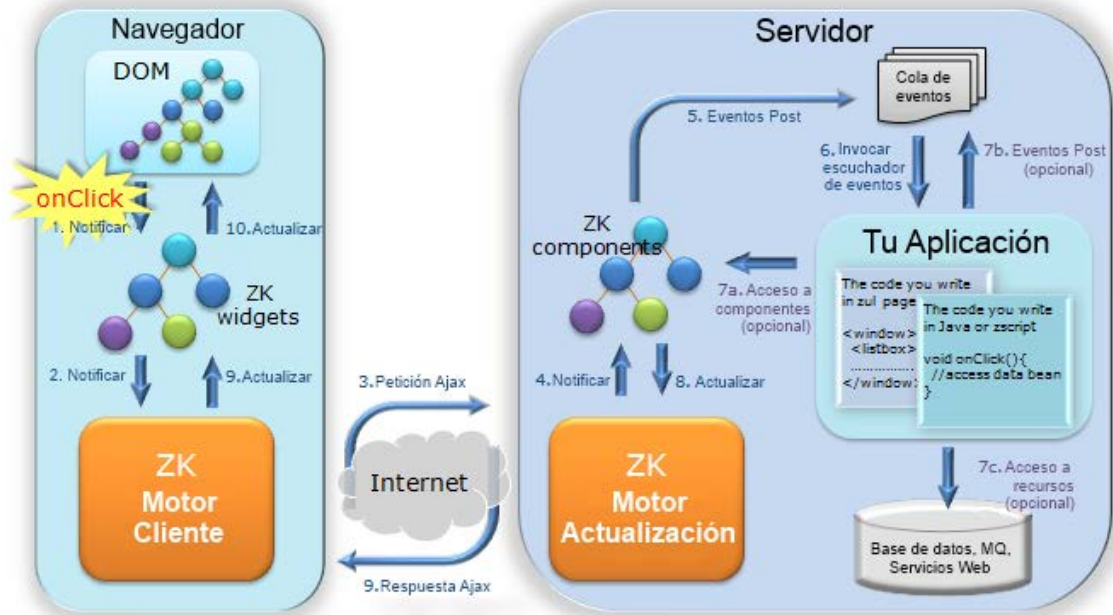 Navegador
DOM
onClick
1. Notificar
10.Actualizar
ZK
widgets
2. Notificar
9.Actualizar
ZK
Motor
Cliente
3.Petición Ajax
Internet
9.Respuesta Ajax
Servidor
Cola de
eventos
5. Eventos Post
6. Invocar
escuchador
de eventos
7b. Eventos Post
(opcional)
ZK
components
7a. Acceso a
componentes
(opcional)
4.Notificar
8. Actualizar
ZK
Motor
Actualización
Tu Aplicación
The code you write
in zul page
<window>
<listbox>
...............
</window>
The code you write
in Java or zscript
void onClick(){
//access data bean
}
7c. Acceso a
recursos
(opcional)
Base de datos, MQ,
Servicios Web